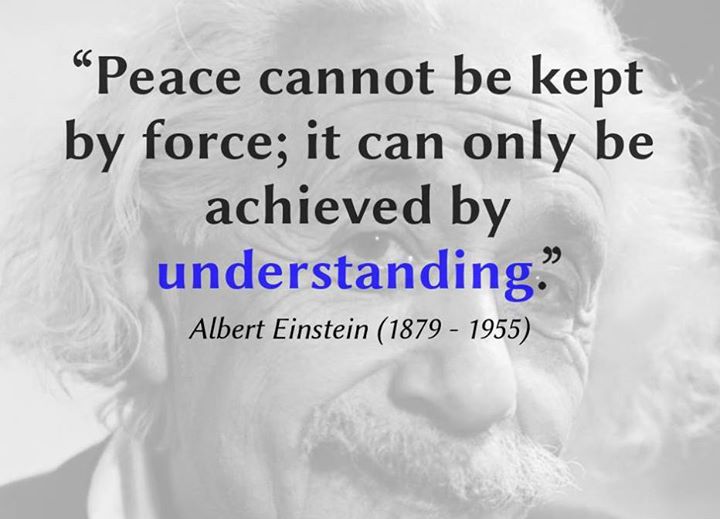 “Peace cannot be kept
by force; it can only be
achieved by
understanding.”
Albert Einstein (1879 - 1955)